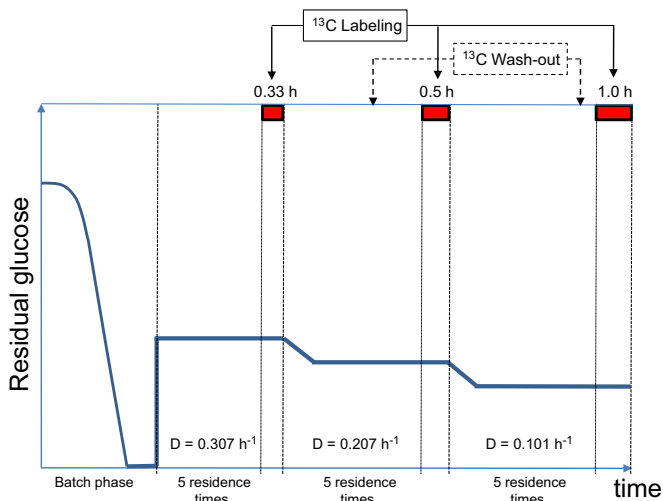 ¹³C Labeling
¹³C Wash-out
0.33 h
0.5 h
1.0 h
Residual glucose
D = 0.307 h⁻¹
D = 0.207 h⁻¹
D = 0.101 h⁻¹
time
Batch phase
5 residence
times
5 residence
times
5 residence
times